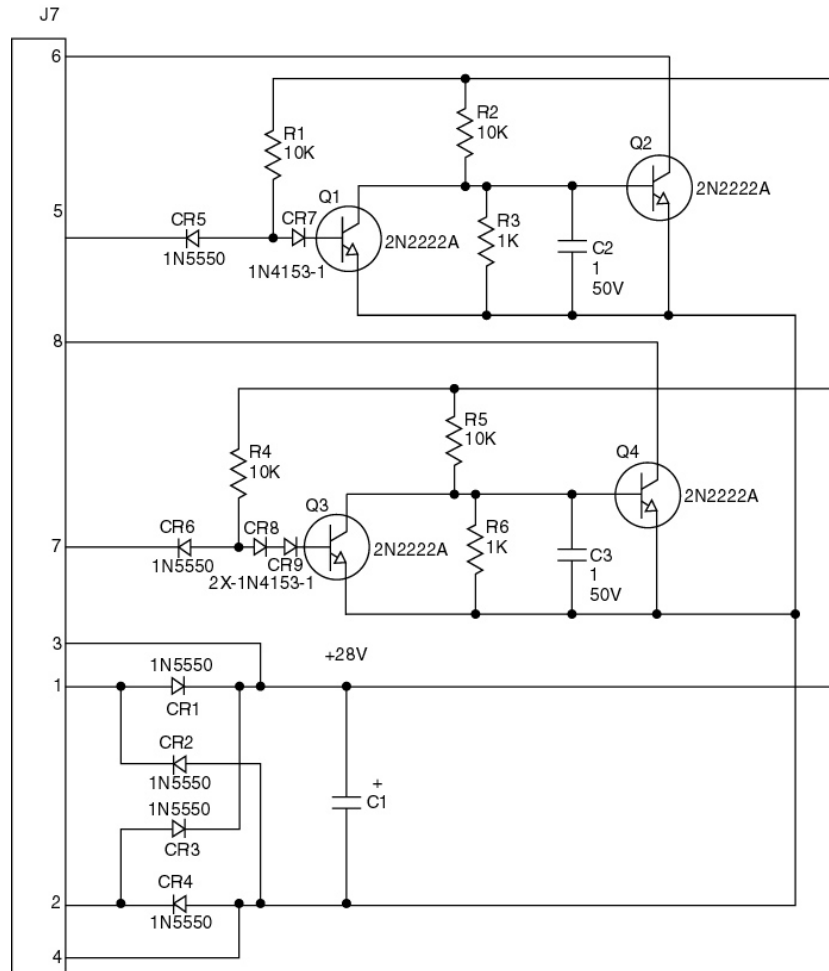 J7
6
R1
10K
R2
10K
Q2
2N2222A
5
CR5
1N5550
CR7
1N4153-1
Q1
2N2222A
R3
1K
C2
1
50V
8
R4
10K
R5
10K
Q4
2N2222A
7
CR6
1N5550
CR8
CR9
2X-1N4153-1
Q3
2N2222A
R6
1K
C3
1
50V
3
+28V
1
1N5550
CR1
CR2
1N5550
1N5550
CR3
+
C1
2
CR4
1N5550
4